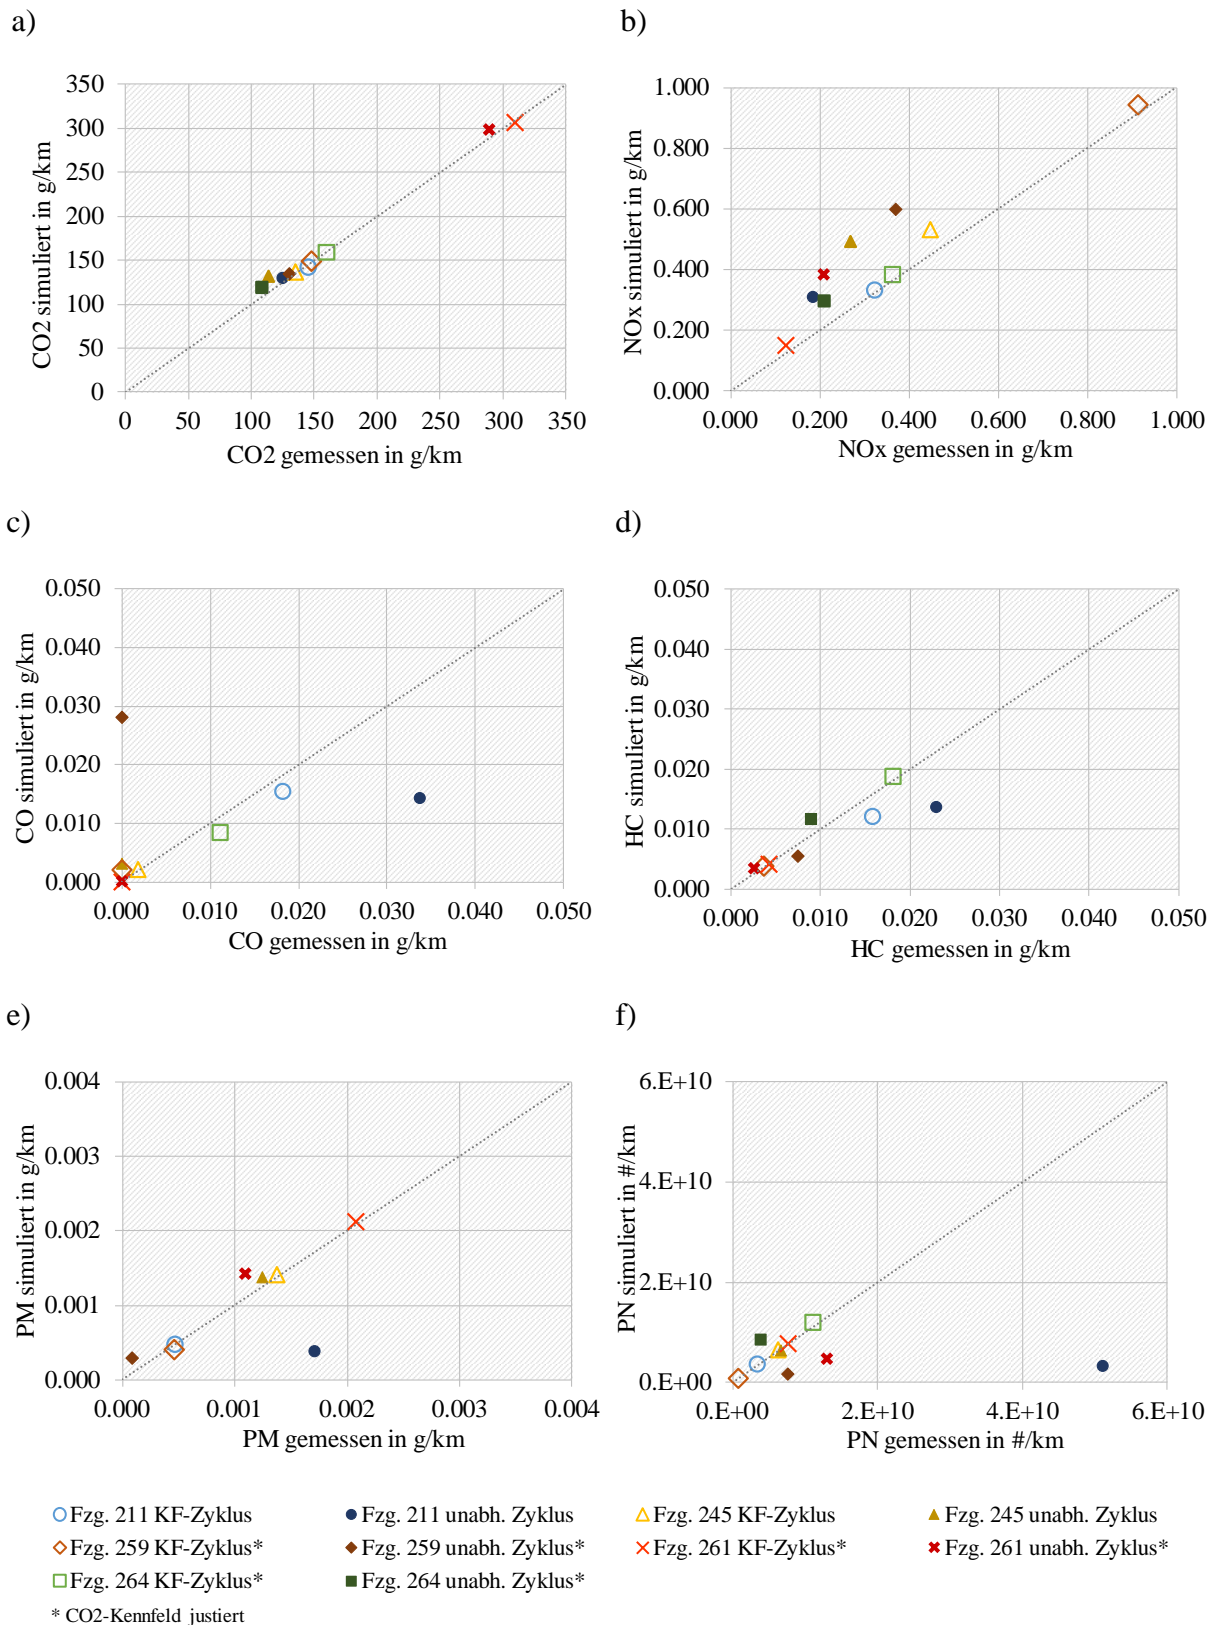 a)
350
300
250
200
150
100
50
0
CO2 simuliert in g/km
0 50 100 150 200 250 300 350
CO2 gemessen in g/km
b)
1.000
0.800
0.600
0.400
0.200
0.000
NOx simuliert in g/km
0.000 0.200 0.400 0.600 0.800 1.000
NOx gemessen in g/km
c)
0.050
0.040
0.030
0.020
0.010
0.000
CO simuliert in g/km
0.000 0.010 0.020 0.030 0.040 0.050
CO gemessen in g/km
d)
0.050
0.040
0.030
0.020
0.010
0.000
HC simuliert in g/km
0.000 0.010 0.020 0.030 0.040 0.050
HC gemessen in g/km
e)
0.004
0.003
0.002
0.001
0.000
PM simuliert in g/km
0.000 0.001 0.002 0.003 0.004
PM gemessen in g/km
f)
6.E+10
4.E+10
2.E+10
0.E+00
PN simuliert in #/km
0.E+00 2.E+10 4.E+10 6.E+10
PN gemessen in #/km
Fzg. 211 KF-Zyklus Fzg. 211 unabh. Zyklus Fzg. 245 KF-Zyklus Fzg. 245 unabh. Zyklus
Fzg. 259 KF-Zyklus* Fzg. 259 unabh. Zyklus* Fzg. 261 KF-Zyklus* Fzg. 261 unabh. Zyklus*
Fzg. 264 KF-Zyklus* Fzg. 264 unabh. Zyklus*
* CO2-Kennfeld justiert